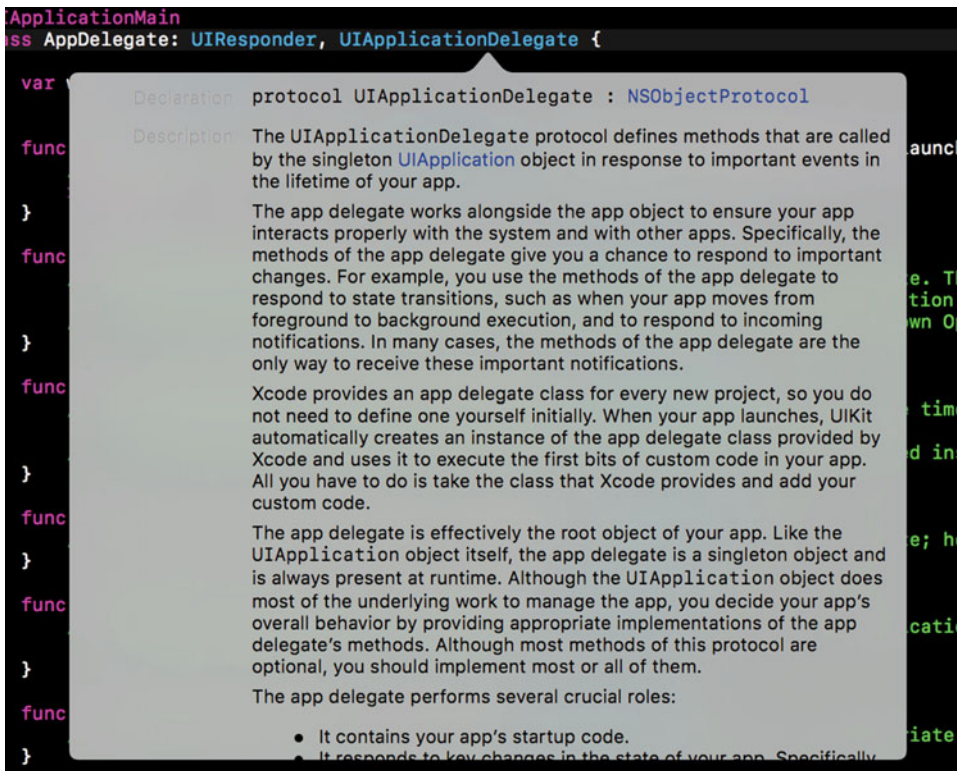 ApplicationMain
ss AppDelegate: UIResponder, UIApplicationDelegate {
var
Declaration protocol UIApplicationDelegate : NSObjectProtocol
Description The UIApplicationDelegate protocol defines methods that are called
func by the singleton UIApplication object in response to important events in
the lifetime of your app.
}
The app delegate works alongside the app object to ensure your app
interacts properly with the system and with other apps. Specifically, the
func methods of the app delegate give you a chance to respond to important
changes. For example, you use the methods of the app delegate to
respond to state transitions, such as when your app moves from
tion
foreground to background execution, and to respond to incoming
} notifications. In many cases, the methods of the app delegate are the
only way to receive these important notifications.
func Xcode provides an app delegate class for every new project, so you do
not need to define one yourself initially. When your app launches, UIKit
automatically creates an instance of the app delegate class provided by
Xcode and uses it to execute the first bits of custom code in your app.
} All you have to do is take the class that Xcode provides and add your
custom code.
func
The app delegate is effectively the root object of your app. Like the
} UIApplication object itself, the app delegate is a singleton object and
is always present at runtime. Although the UIApplication object does
func most of the underlying work to manage the app, you decide your app's
overall behavior by providing appropriate implementations of the app
delegate's methods. Although most methods of this protocol are
} optional, you should implement most or all of them.
The app delegate performs several crucial roles:
func
• It contains your app's startup code.
iate
} • It responds to key changes in the state of your app. Specifically